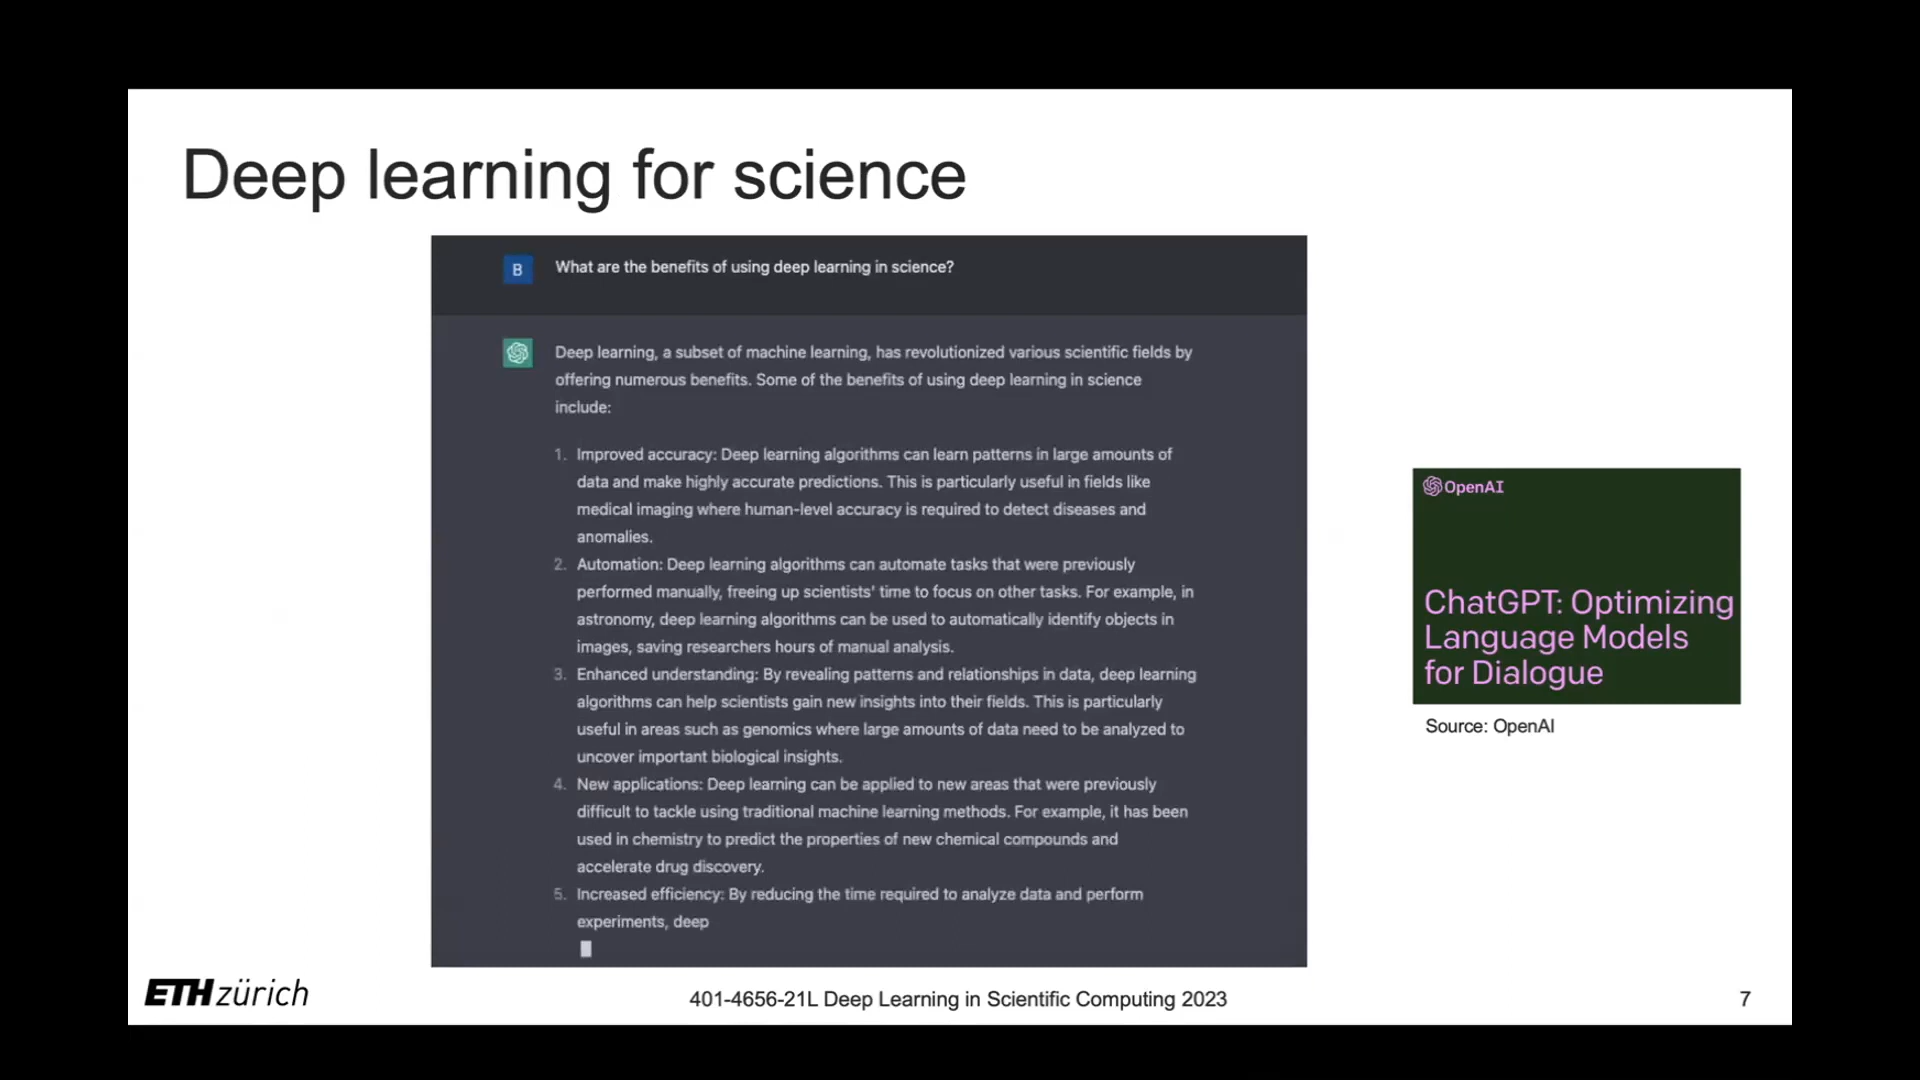 Deep learning for science
B
What are the benefits of using deep learning in science?
Deep learning, a subset of machine learning, has revolutionized various scientific fields by
offering numerous benefits. Some of the benefits of using deep learning in science
include:
1. Improved accuracy: Deep learning algorithms can learn patterns in large amounts of
data and make highly accurate predictions. This is particularly useful in fields like
medical imaging where human-level accuracy is required to detect diseases and
anomalies.
2. Automation: Deep learning algorithms can automate tasks that were previously
performed manually, freeing up scientists' time to focus on other tasks. For example, in
astronomy, deep learning algorithms can be used to automatically identify objects in
images, saving researchers hours of manual analysis.
3. Enhanced understanding: By revealing patterns and relationships in data, deep learning
algorithms can help scientists gain new insights into their fields. This is particularly
useful in areas such as genomics where large amounts of data need to be analyzed to
uncover important biological insights.
4. New applications: Deep learning can be applied to new areas that were previously
difficult to tackle using traditional machine learning methods. For example, it has been
used in chemistry to predict the properties of new chemical compounds and
accelerate drug discovery.
5. Increased efficiency: By reducing the time required to analyze data and perform
experiments, deep
OpenAI
ChatGPT: Optimizing
Language Models
for Dialogue
Source: OpenAI
ETH zürich
401-4656-21L Deep Learning in Scientific Computing 2023
7